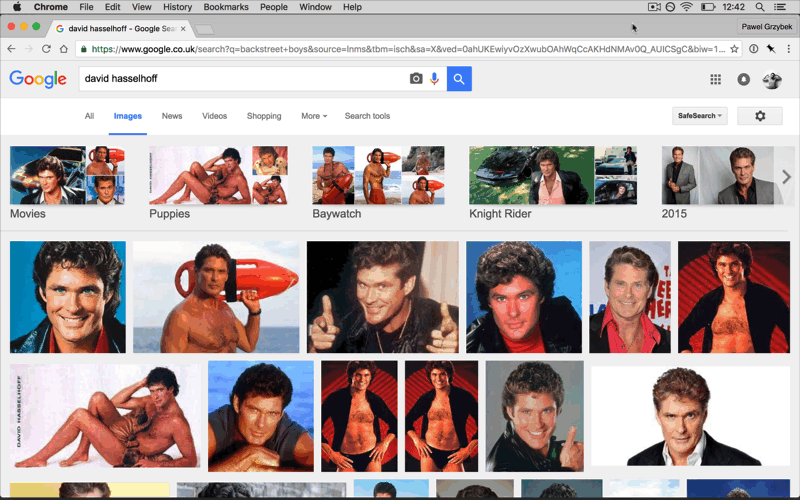 Chrome File Edit View History Bookmarks People Window Help 12:42
david hasselhoff - Google Sea
Pawel Grzybek
https://www.google.co.uk/search?q=backstreet+boys&source=lnms&tbm=isch&sa=X&ved=0ahUKEwiyvOzXwubOAhWqCcAKHdNMAv0Q_AUICSgC&biw=1...
Google david hasselhoff
All Images News Videos Shopping More Search tools SafeSearch
Movies Puppies Baywatch Knight Rider 2015
DAVID HASSELHOFF